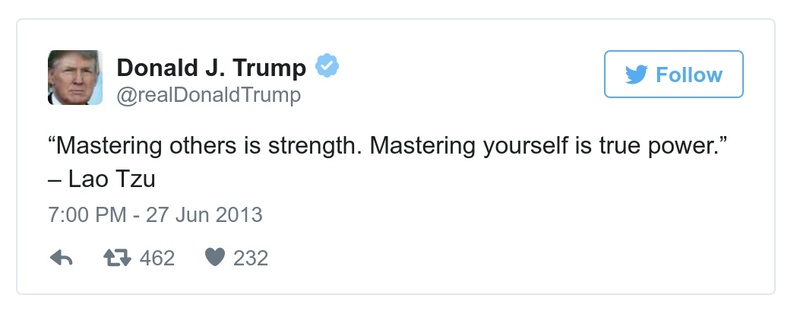 Donald J. Trump
@realDonaldTrump
Follow
“Mastering others is strength. Mastering yourself is true power.”
– Lao Tzu
7:00 PM - 27 Jun 2013
462 232